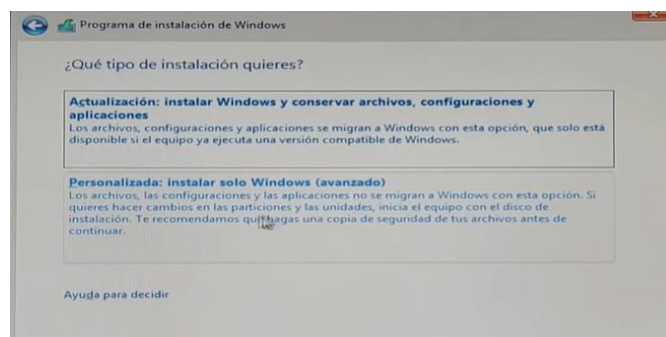 Programa de instalación de Windows
¿Qué tipo de instalación quieres?
Actualización: instalar Windows y conservar archivos, configuraciones y
aplicaciones
Los archivos, configuraciones y aplicaciones se migran a Windows con esta opción, que solo está
disponible si el equipo ya ejecuta una versión compatible de Windows.
Personalizada: instalar solo Windows (avanzado)
Los archivos, las configuraciones y las aplicaciones no se migran a Windows con esta opción. Si
quieres hacer cambios en las particiones y las unidades, inicia el equipo con el disco de
instalación. Te recomendamos que hagas una copia de seguridad de tus archivos antes de
continuar.
Ayuda para decidir